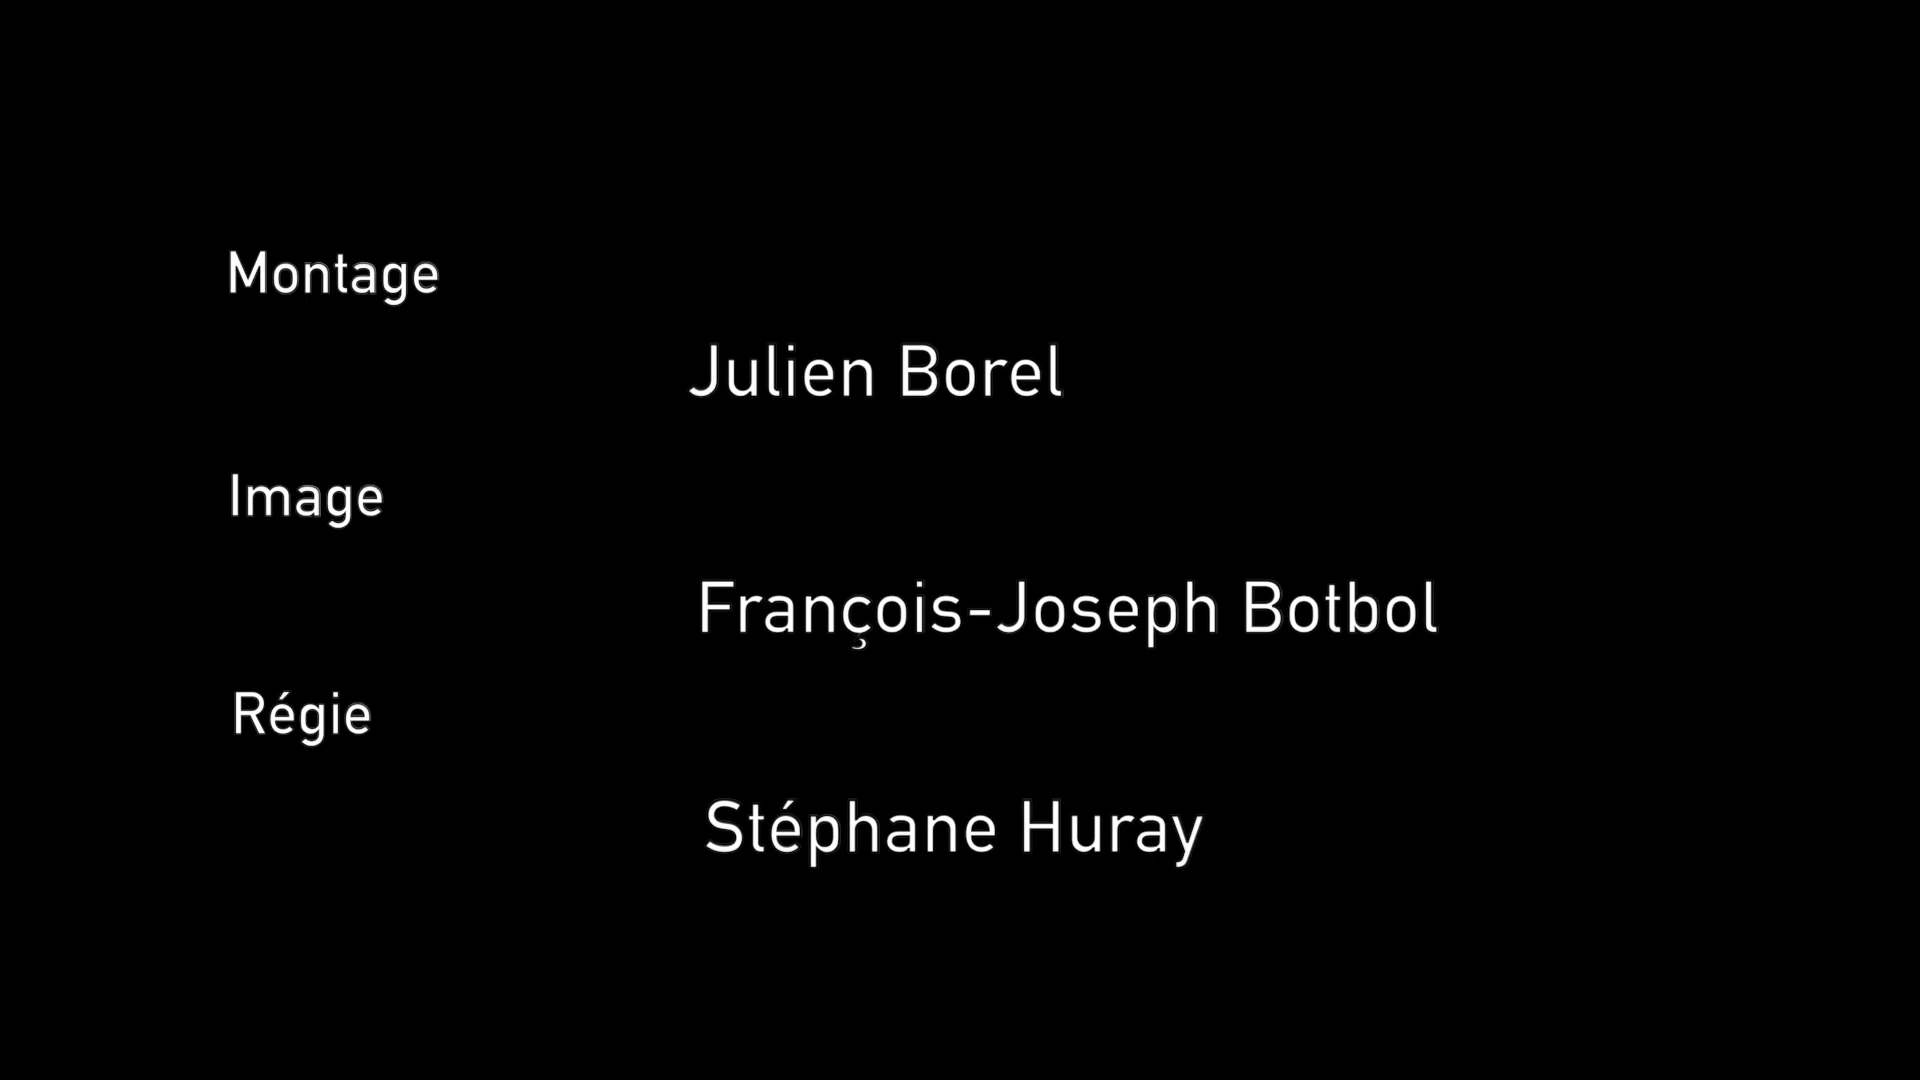 Montage
Julien Borel
Image
François-Joseph Botbol
Régie
Stéphane Huray